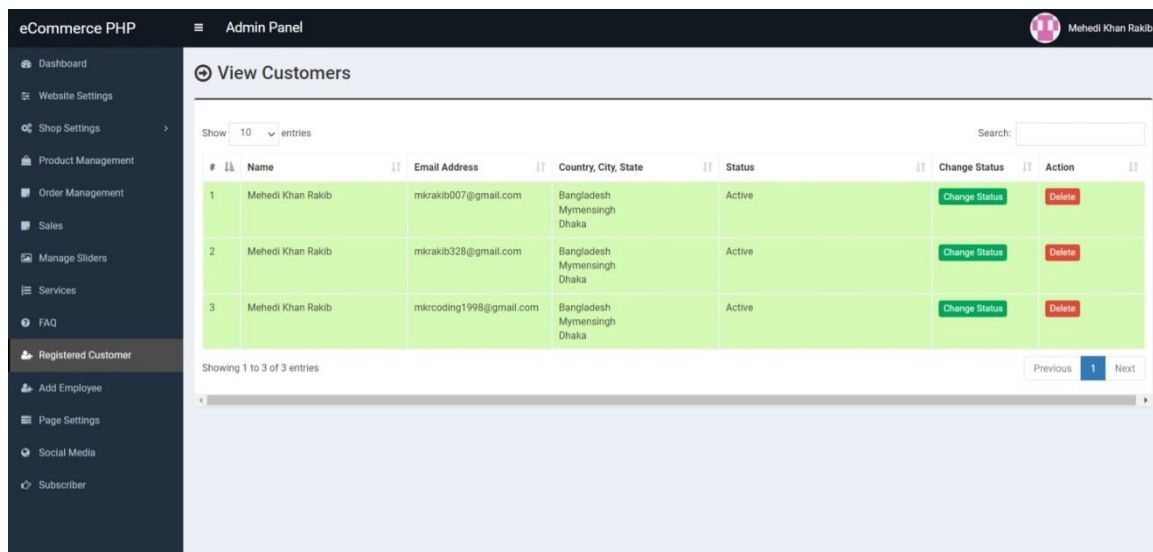 eCommerce PHP
Admin Panel
Mehedi Khan Rakib
Dashboard
Website Settings
Shop Settings
Product Management
Order Management
Sales
Manage Sliders
Services
FAQ
Registered Customer
Add Employee
Page Settings
Social Media
Subscriber
View Customers
Show 10 entries
Search:
# Name Email Address Country, City, State Status Change Status Action
1 Mehedi Khan Rakib mkrakib007@gmail.com Bangladesh Active Change Status Delete
Mymensingh
Dhaka
2 Mehedi Khan Rakib mkrakib328@gmail.com Bangladesh Active Change Status Delete
Mymensingh
Dhaka
3 Mehedi Khan Rakib mkrcoding1998@gmail.com Bangladesh Active Change Status Delete
Mymensingh
Dhaka
Showing 1 to 3 of 3 entries
Previous 1 Next